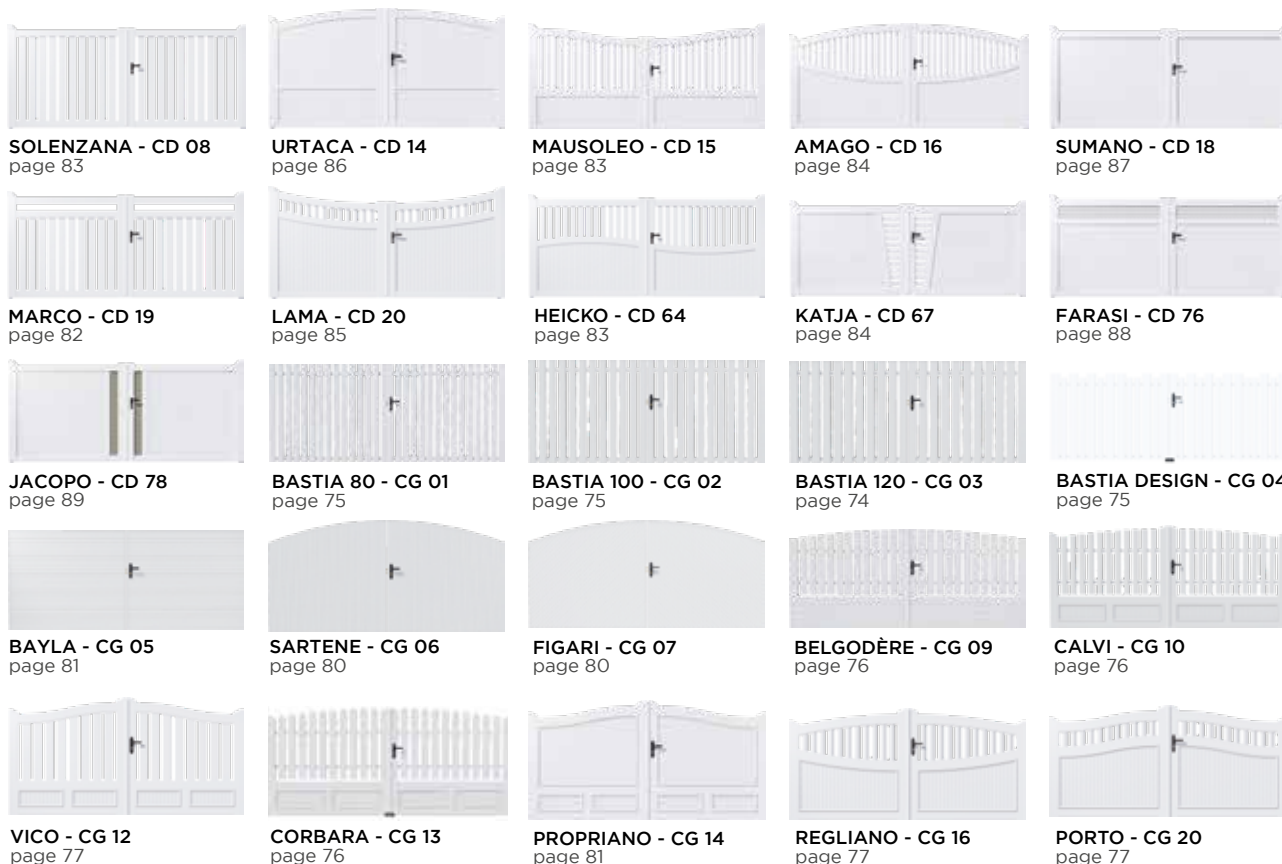 SOLENZANA - CD 08
page 83
URTACA - CD 14
page 86
MAUSOLEO - CD 15
page 83
AMAGO - CD 16
page 84
SUMANO - CD 18
page 87
MARCO - CD 19
page 82
LAMA - CD 20
page 85
HEICKO - CD 64
page 83
KATJA - CD 67
page 84
FARASI - CD 76
page 88
JACOPO - CD 78
page 89
BASTIA 80 - CG 01
page 75
BASTIA 100 - CG 02
page 75
BASTIA 120 - CG 03
page 74
BASTIA DESIGN - CG 04
page 75
BAYLA - CG 05
page 81
SARTENE - CG 06
page 80
FIGARI - CG 07
page 80
BELGODÈRE - CG 09
page 76
CALVI - CG 10
page 76
VICO - CG 12
page 77
CORBARA - CG 13
page 76
PROPRIANO - CG 14
page 81
REGLIANO - CG 16
page 77
PORTO - CG 20
page 77